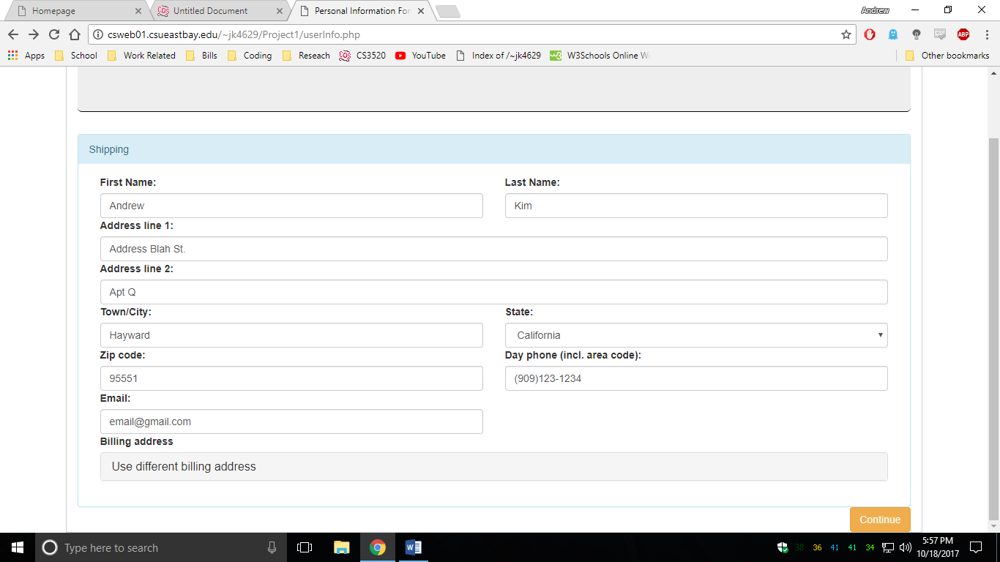 Homepage Untitled Document Personal Information For Andrew
csweb01.csueastbay.edu/~jk4629/Project1/userInfo.php ABP
Apps School Work Related Bills Coding Reseach CS3520 YouTube Index of /~jk4629 W3Schools Online We Other bookmarks
Shipping
First Name: Last Name:
Andrew Kim
Address line 1:
Address Blah St.
Address line 2:
Apt Q
Town/City: State:
Hayward California
Zip code: Day phone (incl. area code):
95551 (909)123-1234
Email:
email@gmail.com
Billing address
Use different billing address
Continue
Type here to search 38 36 41 41 34 5:57 PM
10/18/2017